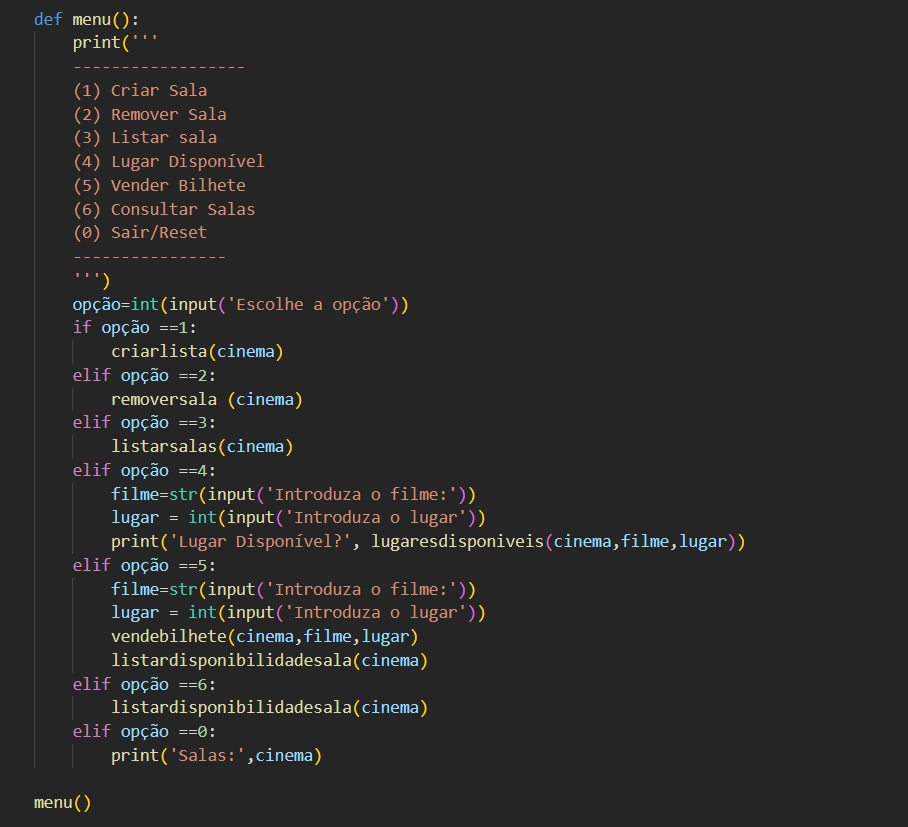 def menu():
    print('''
    ------------------
    (1) Criar Sala
    (2) Remover Sala
    (3) Listar sala
    (4) Lugar Disponível
    (5) Vender Bilhete
    (6) Consultar Salas
    (0) Sair/Reset
    ----------------
    ''')
    opção=int(input('Escolhe a opção'))
    if opção ==1:
        criarlista(cinema)
    elif opção ==2:
        removersala (cinema)
    elif opção ==3:
        listarsalas(cinema)
    elif opção ==4:
        filme=str(input('Introduza o filme:'))
        lugar = int(input('Introduza o lugar'))
        print('Lugar Disponível?', lugaresdisponiveis(cinema,filme,lugar))
    elif opção ==5:
        filme=str(input('Introduza o filme:'))
        lugar = int(input('Introduza o lugar'))
        vendebilhete(cinema,filme,lugar)
        listardisponibilidadesala(cinema)
    elif opção ==6:
        listardisponibilidadesala(cinema)
    elif opção ==0:
        print('Salas:',cinema)

menu()